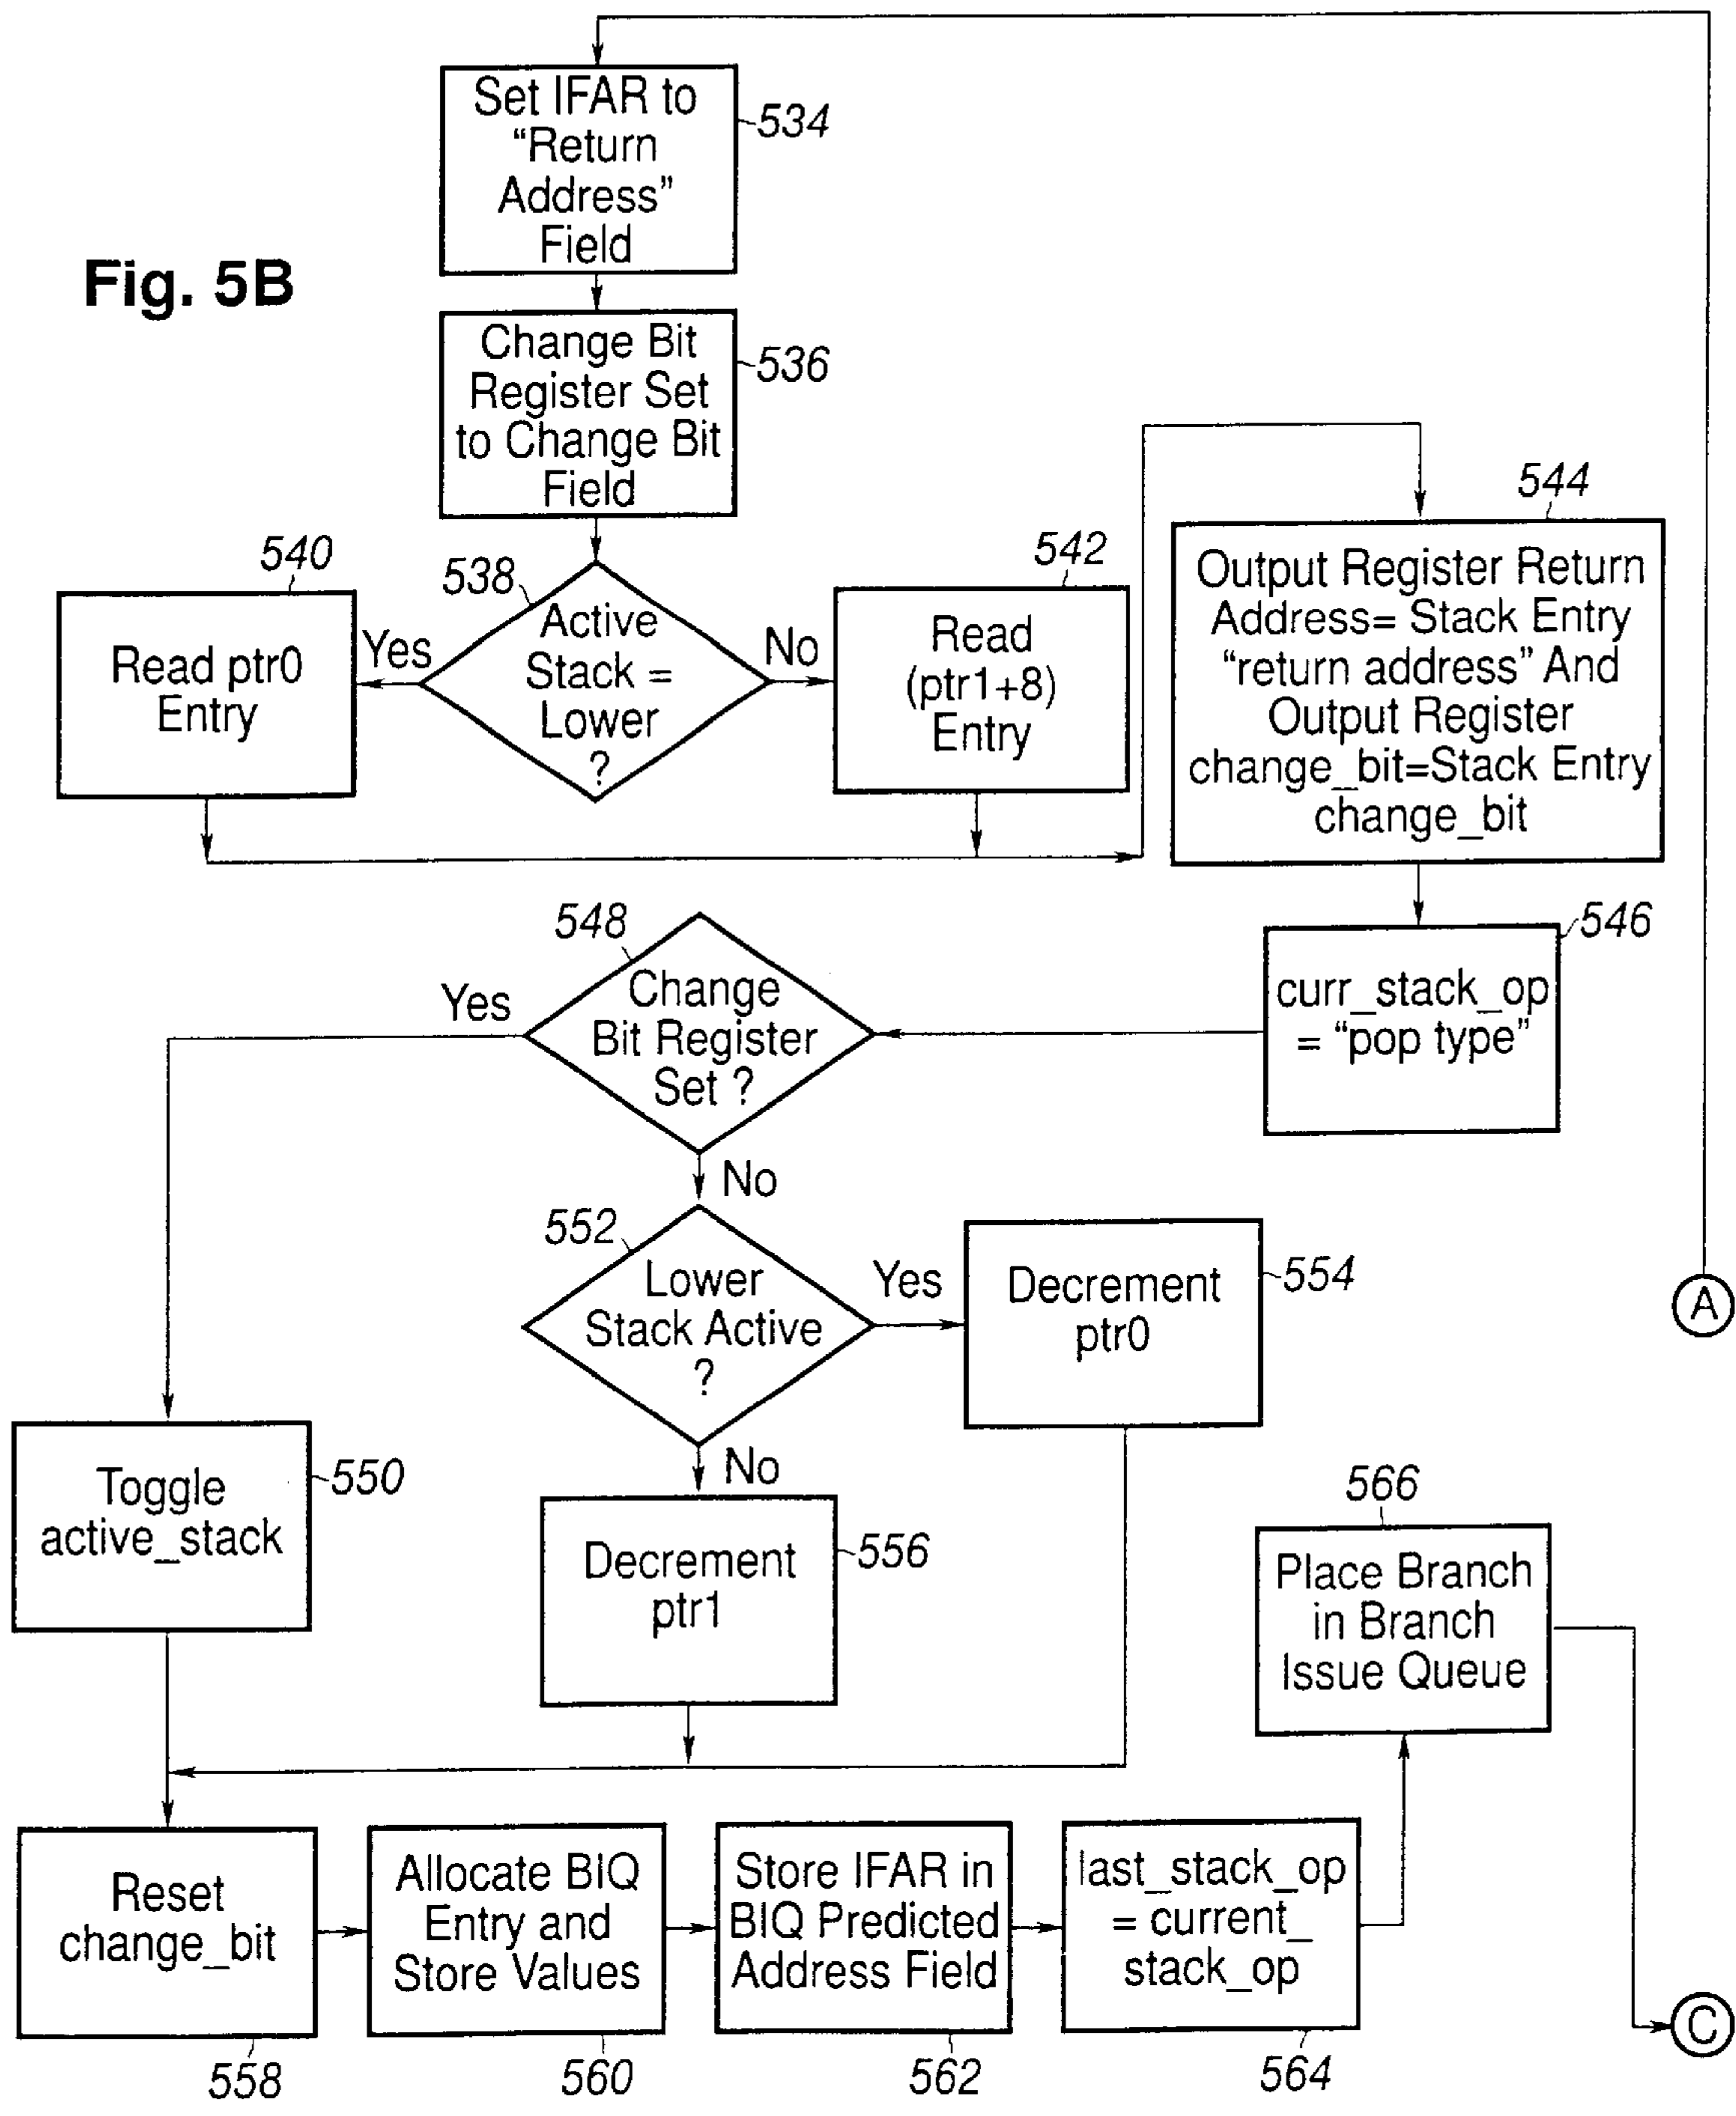 Set IFAR to
“Return
Address”
Field
534
Fig. 5B
Change Bit
Register Set
to Change Bit
Field
536
540
Read ptr0
Entry
538
Active
Stack =
Lower
?
Yes
No
542
Read
(ptr1+8)
Entry
544
Output Register Return
Address= Stack Entry
“return address” And
Output Register
change_bit=Stack Entry
change_bit
546
curr_stack_op
= “pop type”
548
Change
Bit Register
Set ?
Yes
No
552
Lower
Stack Active
?
Yes
No
Decrement
ptr0
554
A
Toggle
active_stack
550
Decrement
ptr1
556
566
Place Branch
in Branch
Issue Queue
Reset
change_bit
558
Allocate BIQ
Entry and
Store Values
560
Store IFAR in
BIQ Predicted
Address Field
562
last_stack_op
= current_
stack_op
564
C